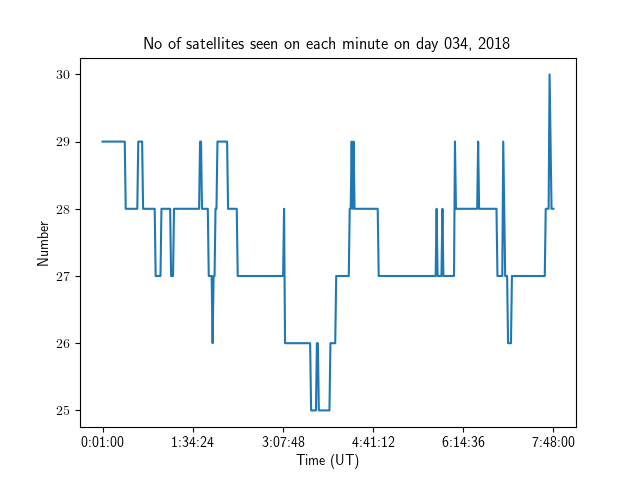 No of satellites seen on each minute on day 034, 2018
30
29
28
27
26
25
Number
0:01:00 1:34:24 3:07:48 4:41:12 6:14:36 7:48:00
Time (UT)